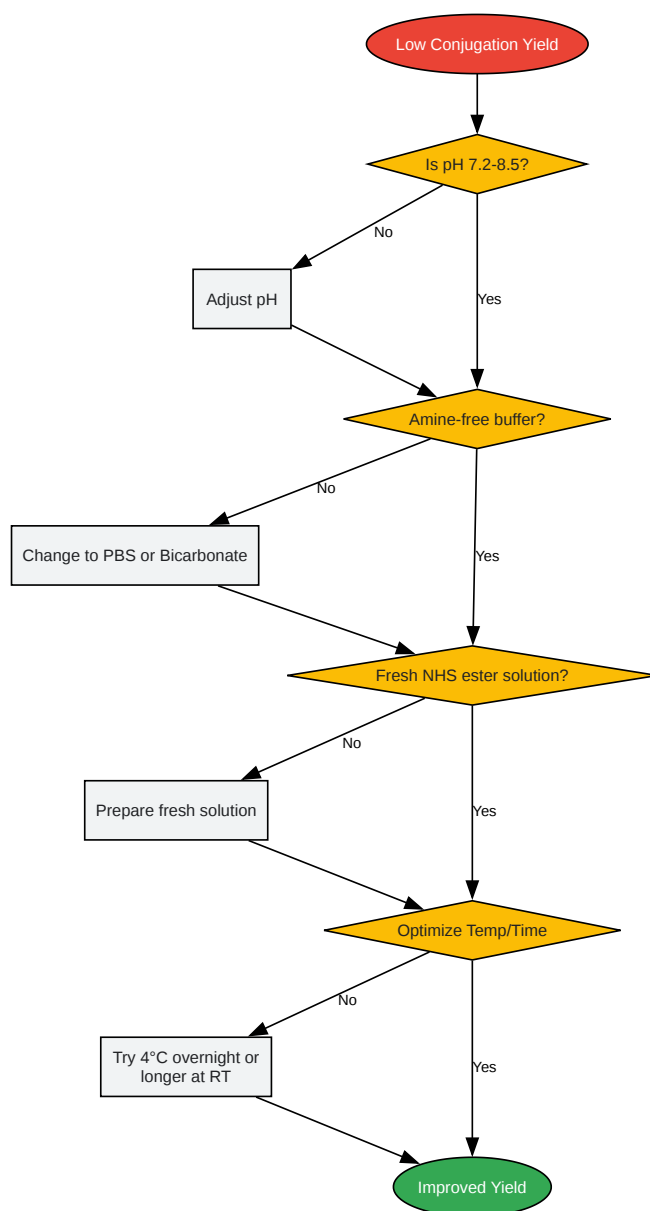 Low Conjugation Yield
Is pH 7.2-8.5?
No
Adjust pH
Yes
Amine-free buffer?
No
Change to PBS or Bicarbonate
Yes
Fresh NHS ester solution?
No
Prepare fresh solution
Yes
Optimize Temp/Time
No
Try 4°C overnight or
longer at RT
Yes
Improved Yield